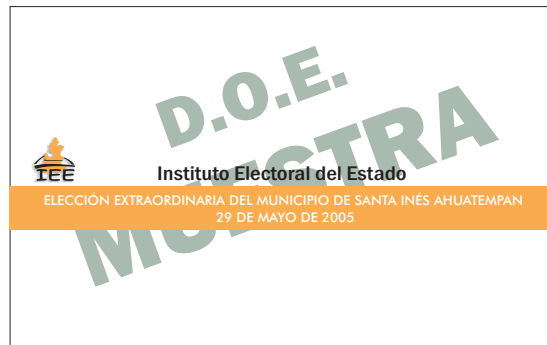 D.O.E.
MUESTRA
IEE
Instituto Electoral del Estado
ELECCIÓN EXTRAORDINARIA DEL MUNICIPIO DE SANTA INÉS AHUATEMPAN
29 DE MAYO DE 2005